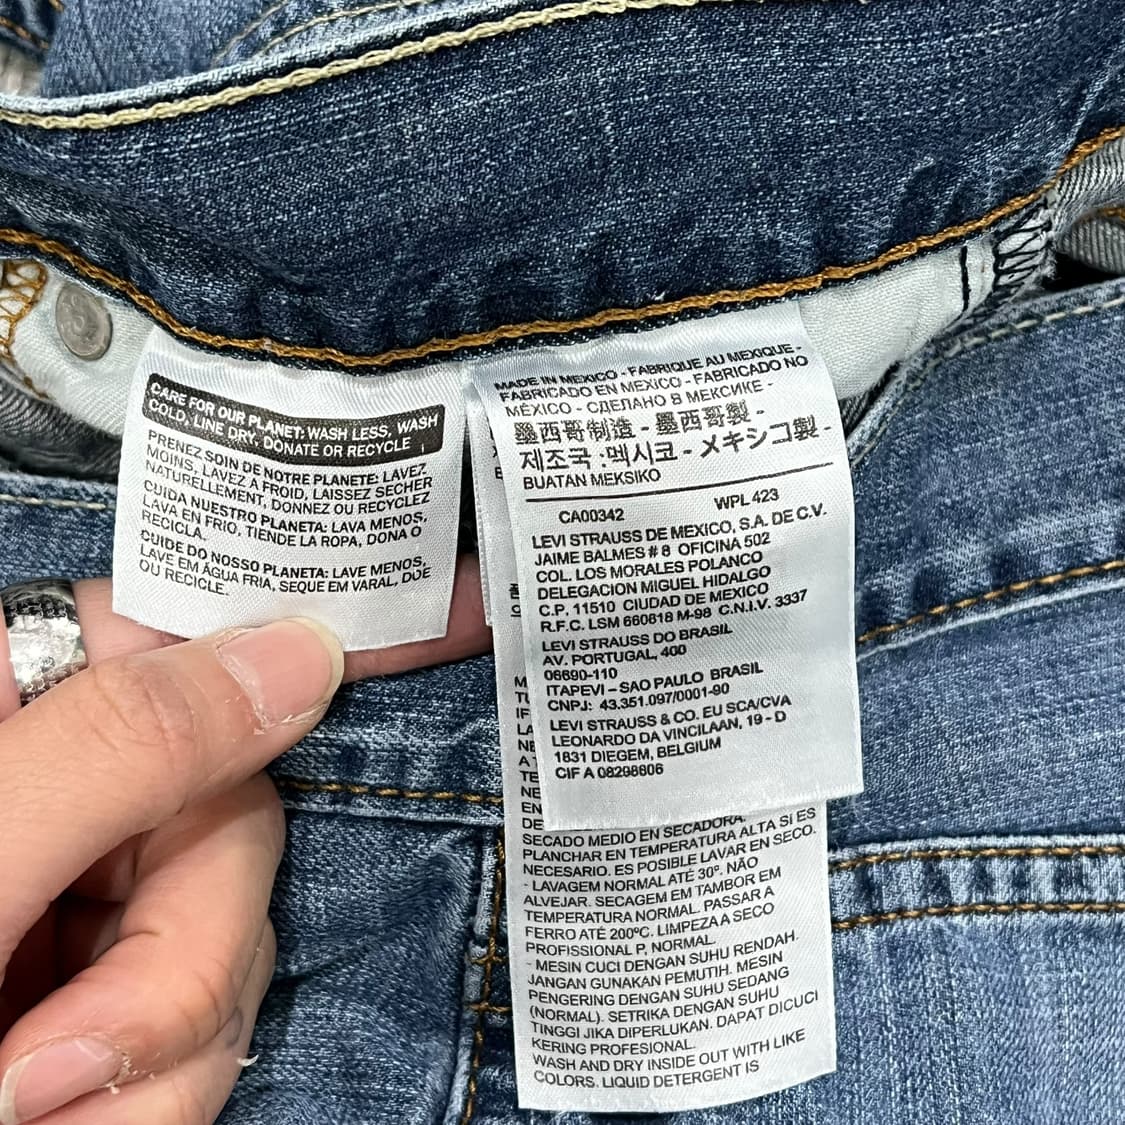 CARE FOR OUR PLANET: WASH LESS, WASH
COLD, LINE DRY, DONATE OR RECYCLE
PRENEZ SOIN DE NOTRE PLANETE: LAVEZ
MOINS, LAVEZ A FROID, LAISSEZ SECHER
NATURELLEMENT, DONNEZ OU RECYCLEZ
CUIDA NUESTRO PLANETA: LAVA MENOS,
LAVA EN FRIO, TIENDE LA ROPA, DONA O
RECICLA.
CUIDE DO NOSSO PLANETA: LAVE MENOS,
LAVE EM ÁGUA FRIA, SEQUE EM VARAL, DOE
OU RECICLE.
MADE IN MEXICO - FABRIQUE AU MEXIQUE -
FABRICADO EN MÉXICO - FABRICADO NO
MÉXICO - СДЕЛАНО В МЕКСИКЕ -
墨西哥制造 - 墨西哥製 -
제조국 :멕시코 - メキシコ製 -
BUATAN MEKSIKO
CA00342 WPL 423
LEVI STRAUSS DE MEXICO, S.A. DE C.V.
JAIME BALMES # 8 OFICINA 502
COL. LOS MORALES POLANCO
DELEGACION MIGUEL HIDALGO
C.P. 11510 CIUDAD DE MEXICO
R.F.C. LSM 660618 M-98 C.N.I.V. 3337
LEVI STRAUSS DO BRASIL
AV. PORTUGAL, 400
06690-110
ITAPEVI - SAO PAULO BRASIL
CNPJ: 43.351.097/0001-90
LEVI STRAUSS & CO. EU SCA/CVA
LEONARDO DA VINCILAAN, 19 - D
1831 DIEGEM, BELGIUM
CIF A 08298606
SECADO MEDIO EN SECADORA.
PLANCHAR EN TEMPERATURA ALTA SI ES
NECESARIO. ES POSIBLE LAVAR EN SECO.
- LAVAGEM NORMAL ATÉ 30º. NÃO
ALVEJAR. SECAGEM EM TAMBOR EM
TEMPERATURA NORMAL. PASSAR A
FERRO ATÉ 200ºC. LIMPEZA A SECO
PROFISSIONAL P, NORMAL.
- MESIN CUCI DENGAN SUHU RENDAH.
JANGAN GUNAKAN PEMUTIH. MESIN
PENGERING DENGAN SUHU SEDANG
(NORMAL). SETRIKA DENGAN SUHU
TINGGI JIKA DIPERLUKAN. DAPAT DICUCI
KERING PROFESIONAL.
WASH AND DRY INSIDE OUT WITH LIKE
COLORS. LIQUID DETERGENT IS